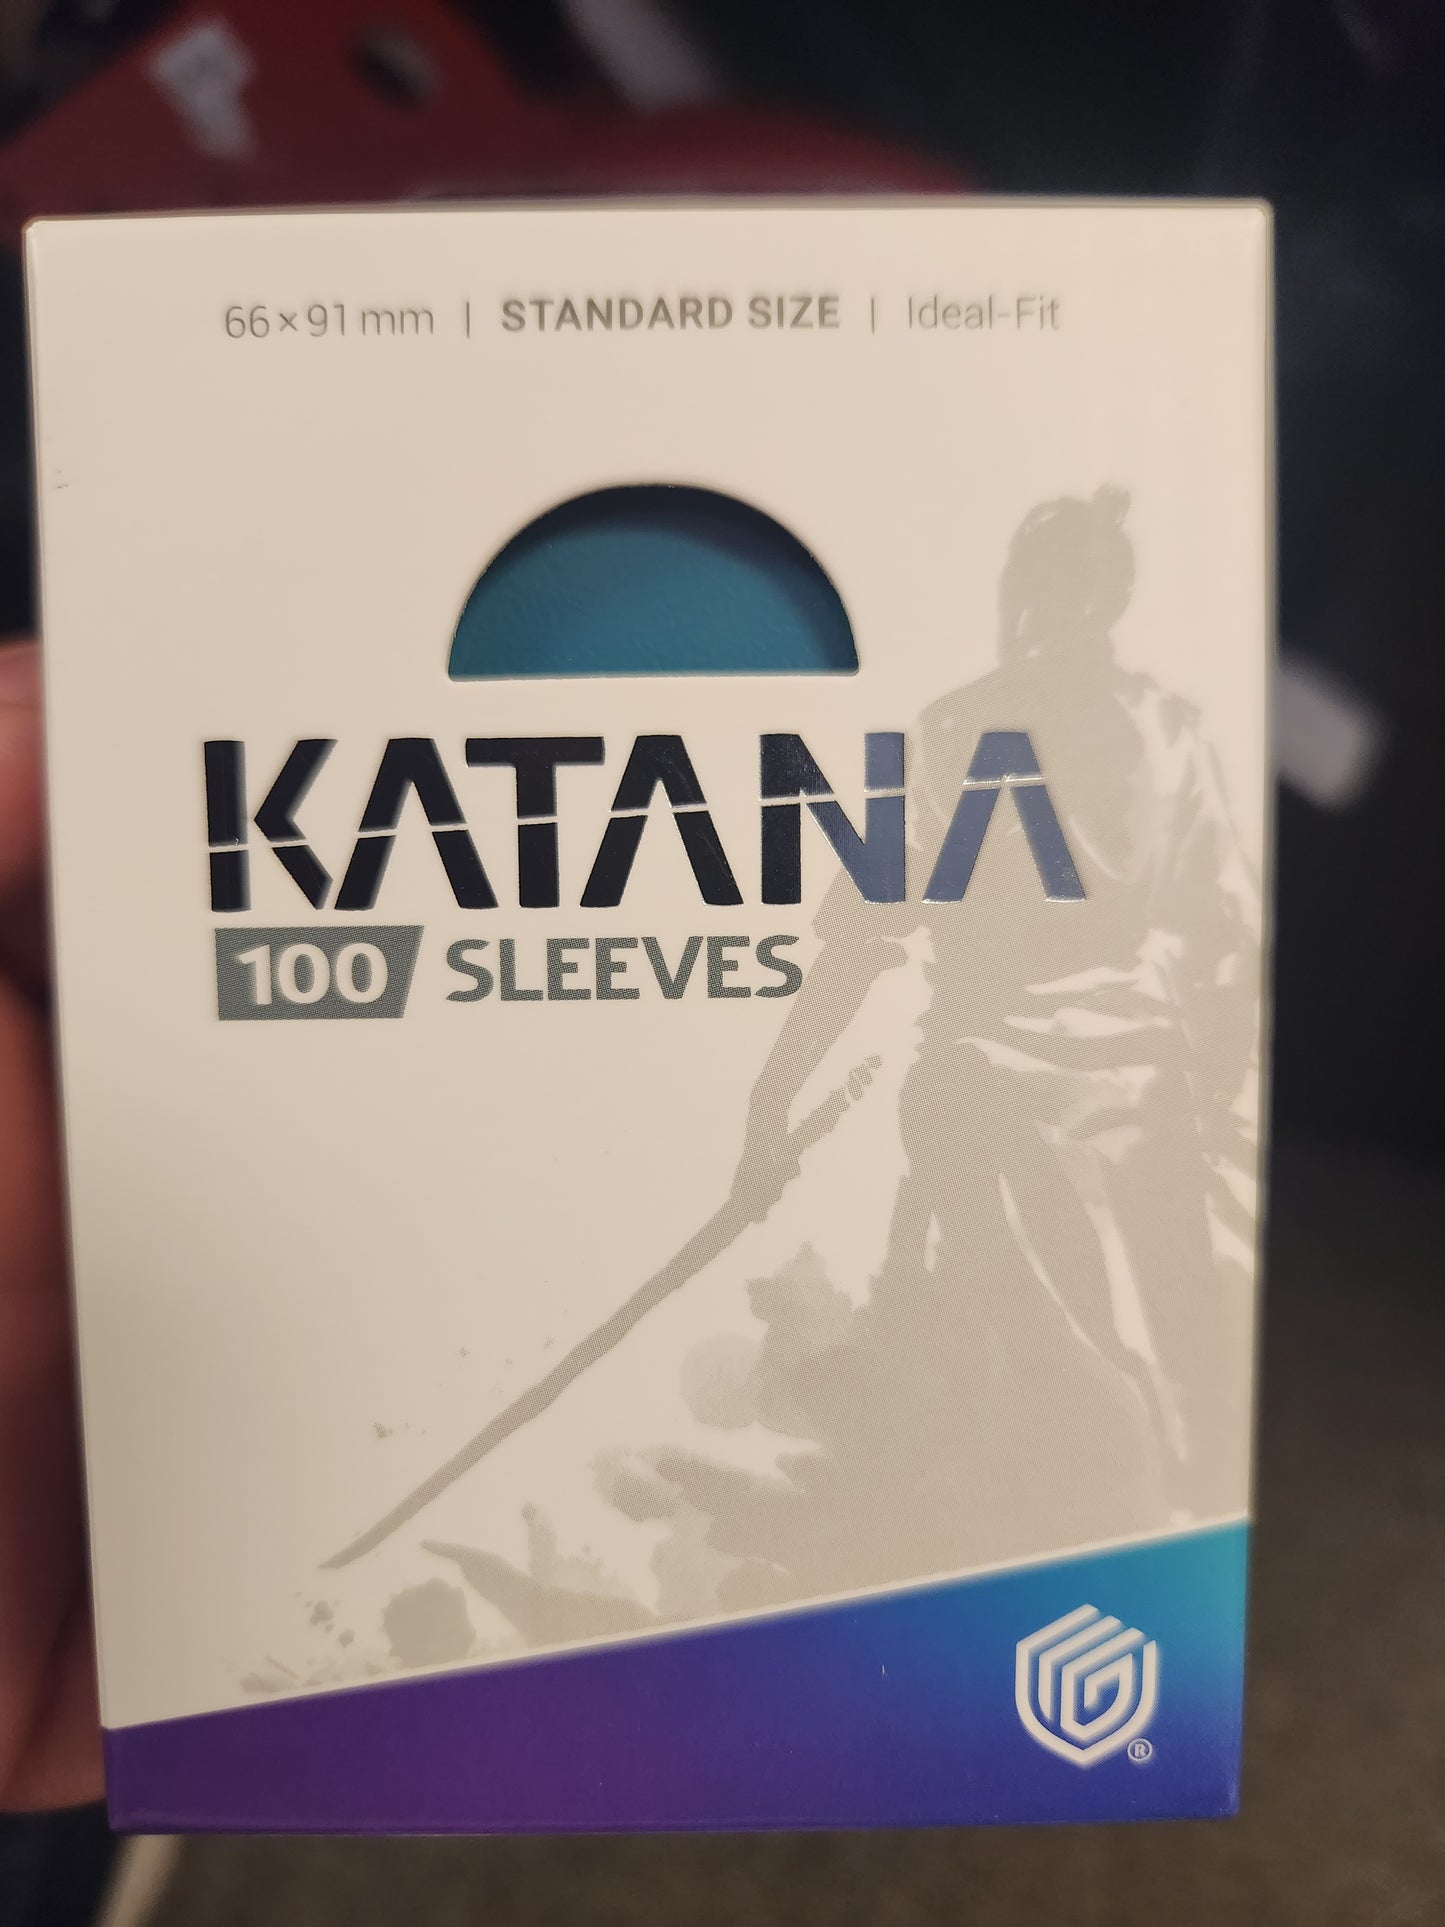 66×91mm | STANDARD SIZE | Ideal-Fit
KATANA
100 SLEEVES
®